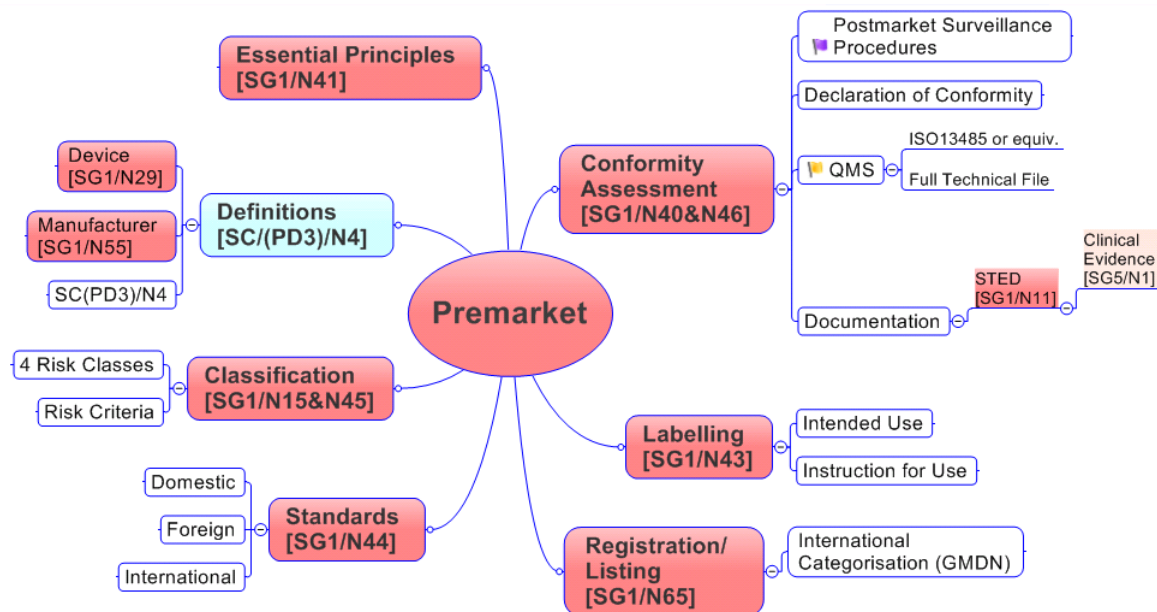 Essential Principles
[SG1/N41]
Device
[SG1/N29]
Manufacturer
[SG1/N55]
SC(PD3)/N4
Definitions
[SC/(PD3)/N4]
4 Risk Classes
Risk Criteria
Classification
[SG1/N15&N45]
Domestic
Foreign
International
Standards
[SG1/N44]
Premarket
Conformity
Assessment
[SG1/N40&N46]
Postmarket Surveillance
Procedures
Declaration of Conformity
QMS
ISO13485 or equiv.
Full Technical File
Documentation
STED
[SG1/N11]
Clinical
Evidence
[SG5/N1]
Labelling
[SG1/N43]
Intended Use
Instruction for Use
Registration/
Listing
[SG1/N65]
International
Categorisation (GMDN)